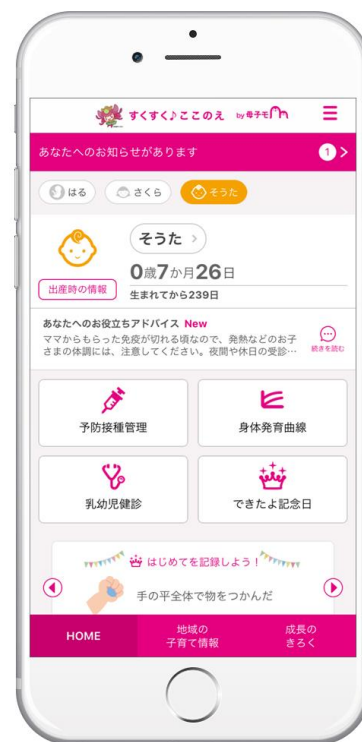 すくすく♪ここのえ by母子モ
あなたへのお知らせがあります 1 >
はる さくら そうた
そうた >
0歳7か月26日
出産時の情報
生まれてから239日
あなたへのお役立ちアドバイス New
ママからもらった免疫が切れる頃なので、発熱などのお子
さまの体調には、注意してください。夜間や休日の受診…
続きを読む
予防接種管理 身体発育曲線
乳幼児健診 できたよ記念日
はじめてを記録しよう！
手の平全体で物をつかんだ
HOME 地域の 成長の
子育て情報 きろく